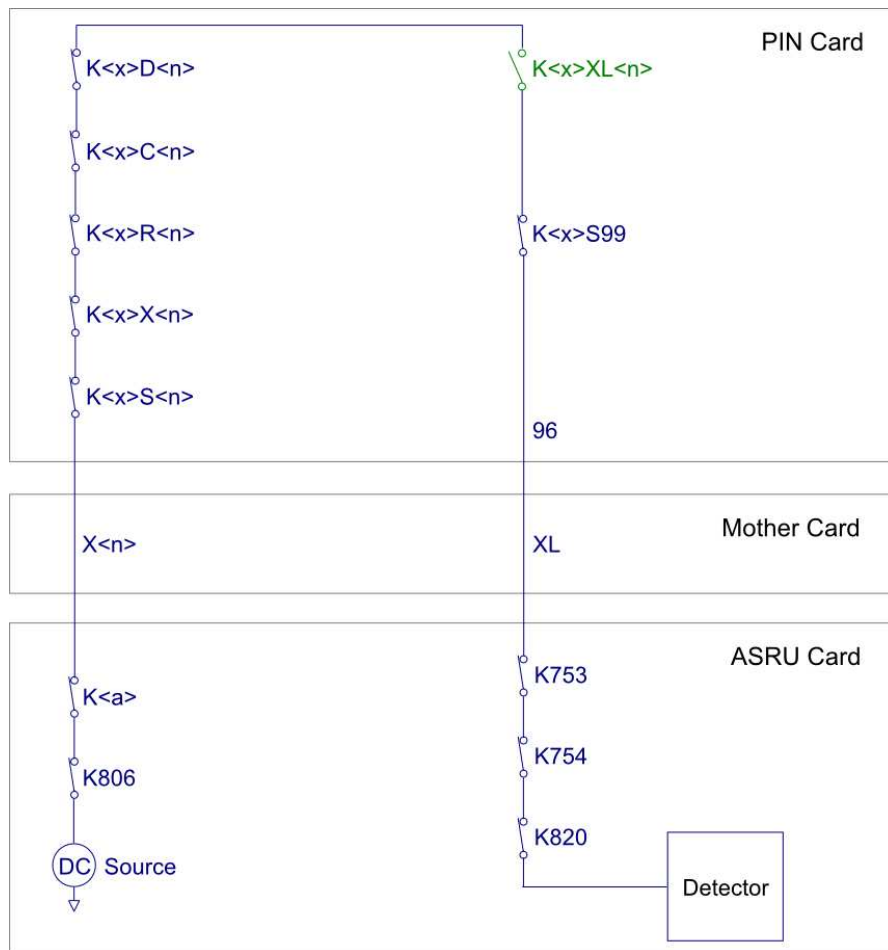 PIN Card
K<x>D<n>
K<x>XL<n>
K<x>C<n>
K<x>R<n>
K<x>S99
K<x>X<n>
K<x>S<n>
96
Mother Card
X<n>
XL
ASRU Card
K753
K<a>
K754
K806
K820
DC Source
Detector